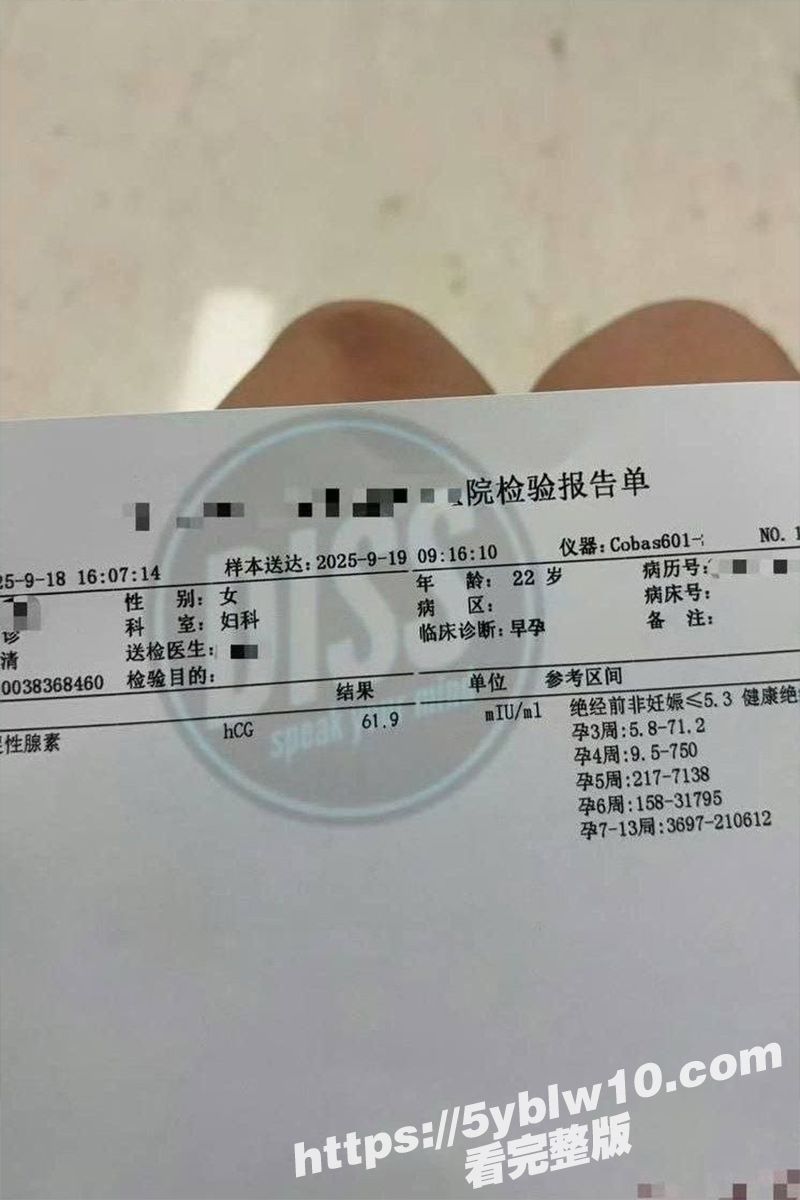 院检验报告单
25-9-18 16:07:14 样本送达:2025-9-19 09:16:10 仪器:Cobas601- NO.1
性 别: 女 年 龄: 22 岁 病历号:
诊 科 室: 妇科 病 区: 病床号:
清 送检医生: 临床诊断:早孕 备 注:
0038368460 检验目的:
结果 单位 参考区间
性腺素 hCG 61.9 mIU/ml 绝经前非妊娠≤5.3 健康绝
孕3周:5.8-71.2
孕4周:9.5-750
孕5周:217-7138
孕6周:158-31795
孕7-13周:3697-210612
DISS
speak your mind
https://5yblw10.com
看完整版